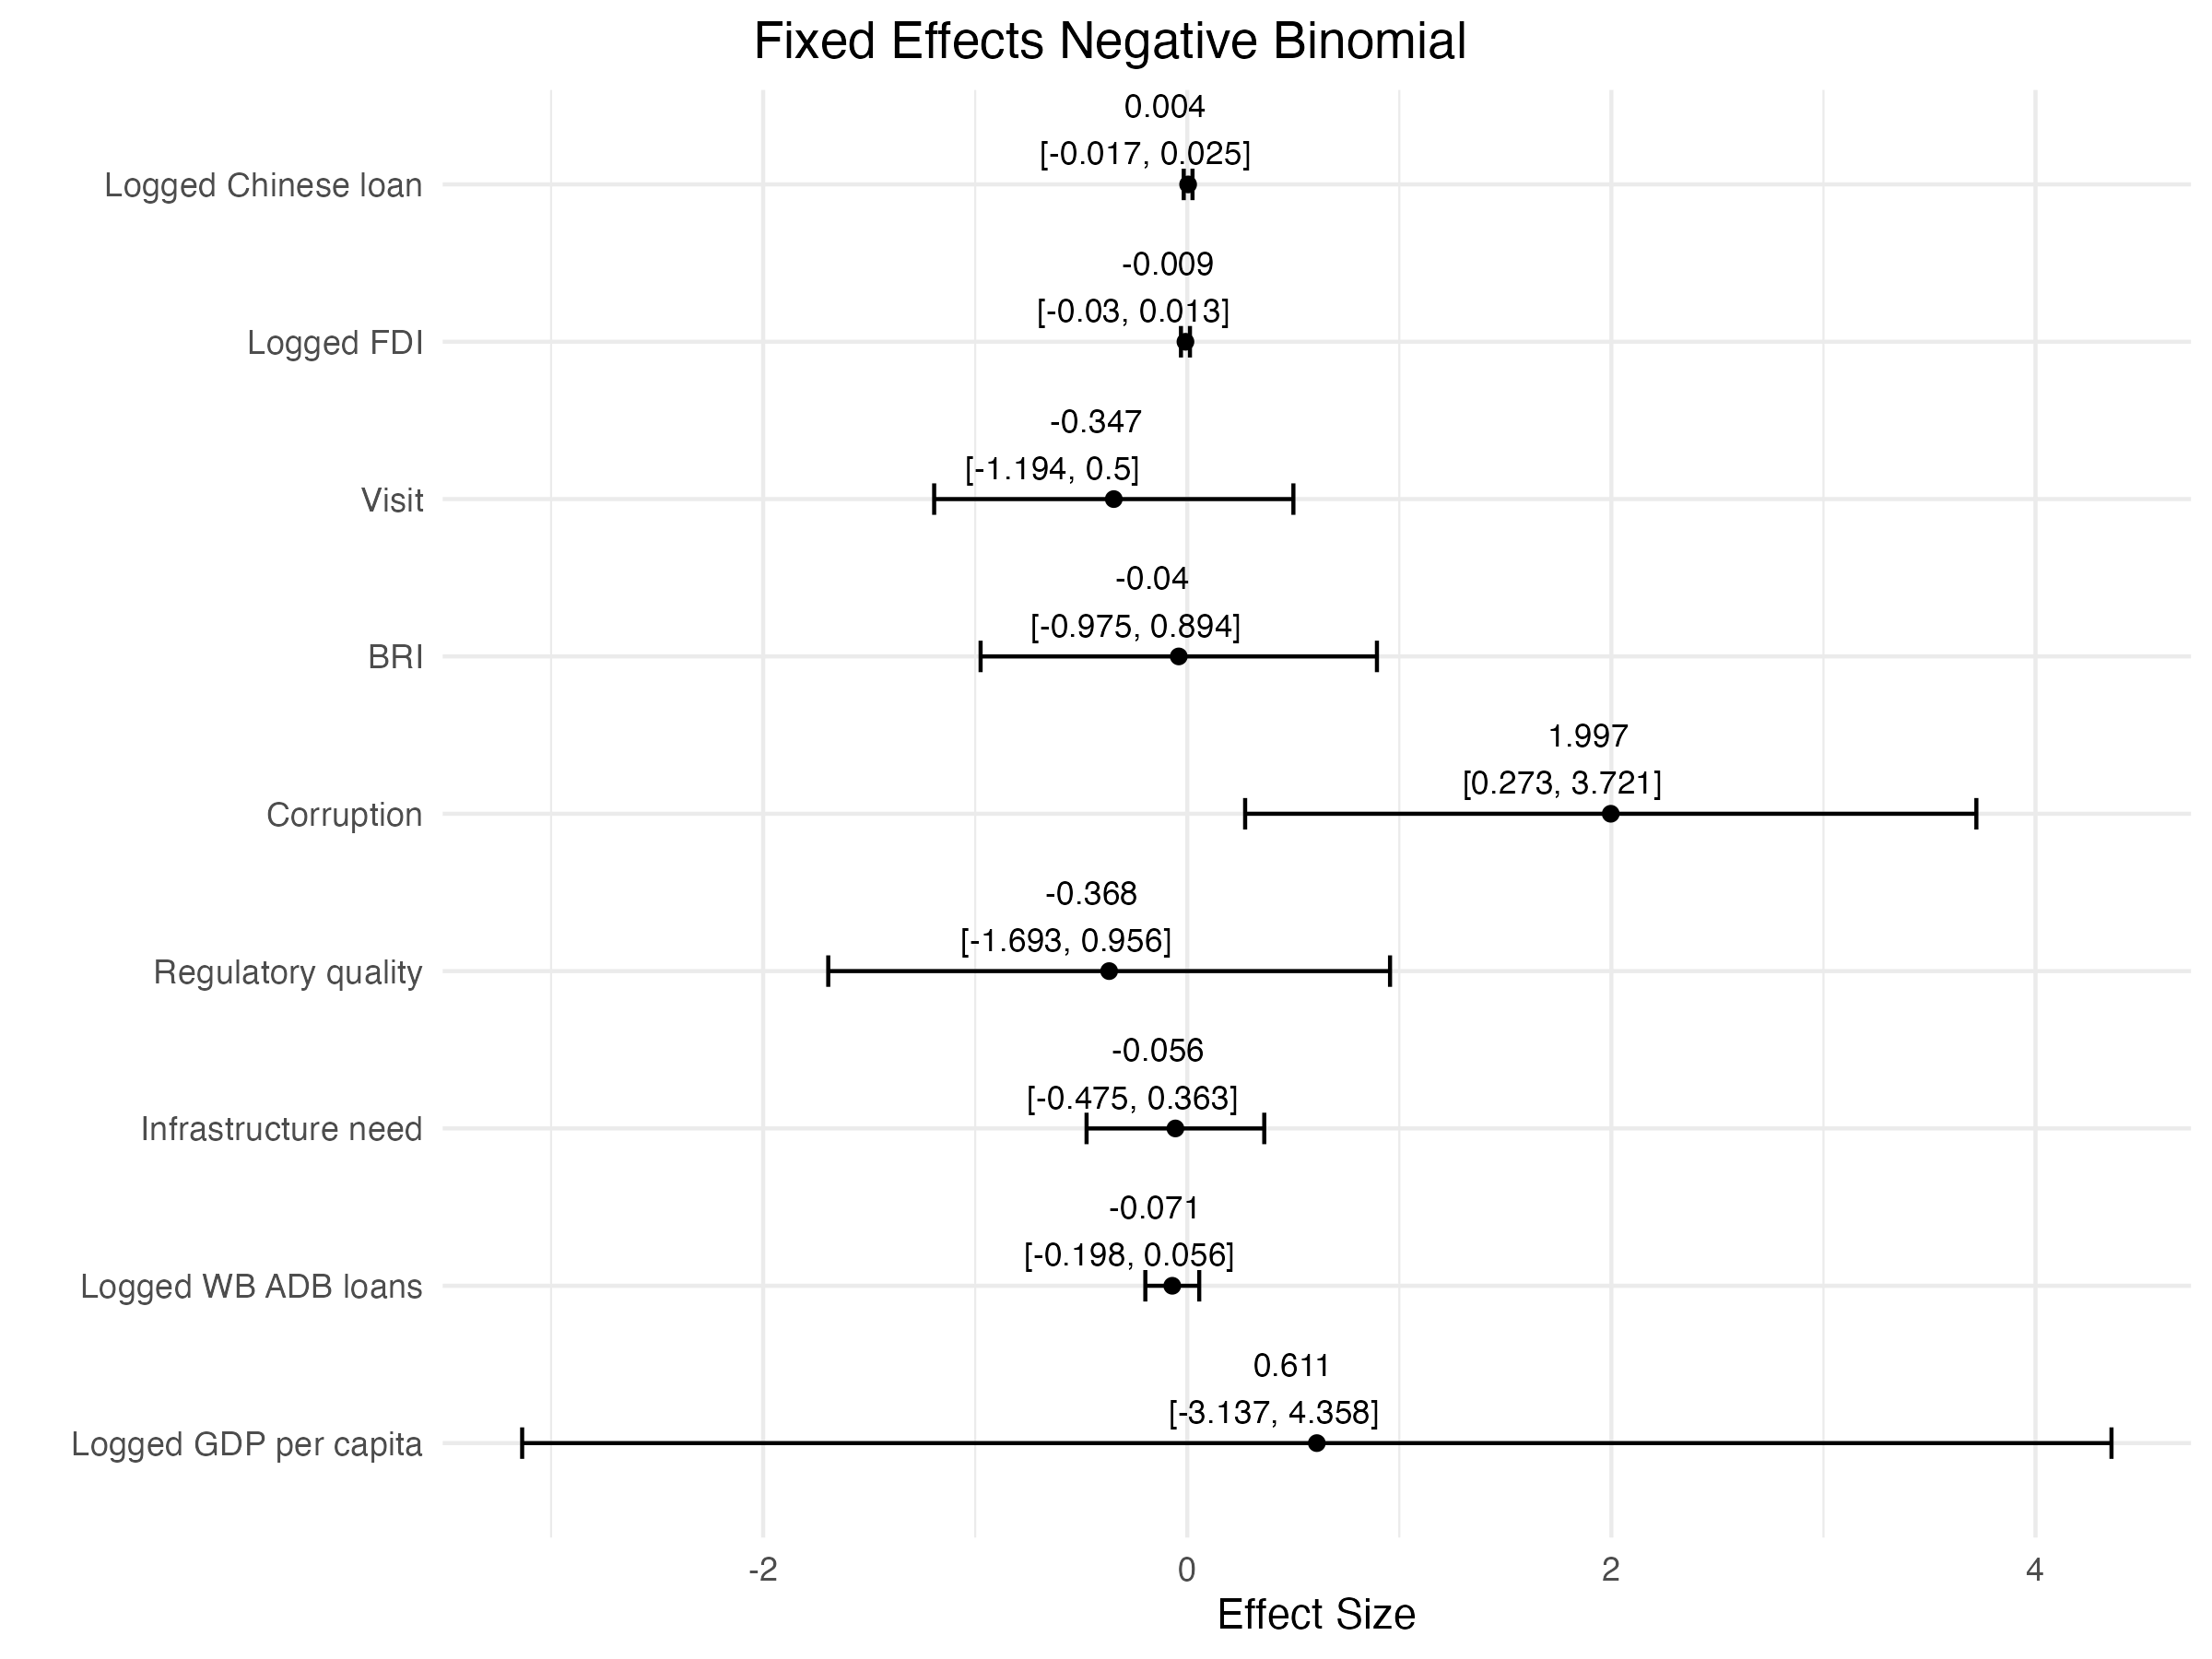 Fixed Effects Negative Binomial
0.004
[-0.017, 0.025]
Logged Chinese loan
-0.009
[-0.03, 0.013]
Logged FDI
-0.347
[-1.194, 0.5]
Visit
-0.04
[-0.975, 0.894]
BRI
1.997
[0.273, 3.721]
Corruption
-0.368
[-1.693, 0.956]
Regulatory quality
-0.056
[-0.475, 0.363]
Infrastructure need
-0.071
[-0.198, 0.056]
Logged WB ADB loans
0.611
[-3.137, 4.358]
Logged GDP per capita
-2 0 2 4
Effect Size